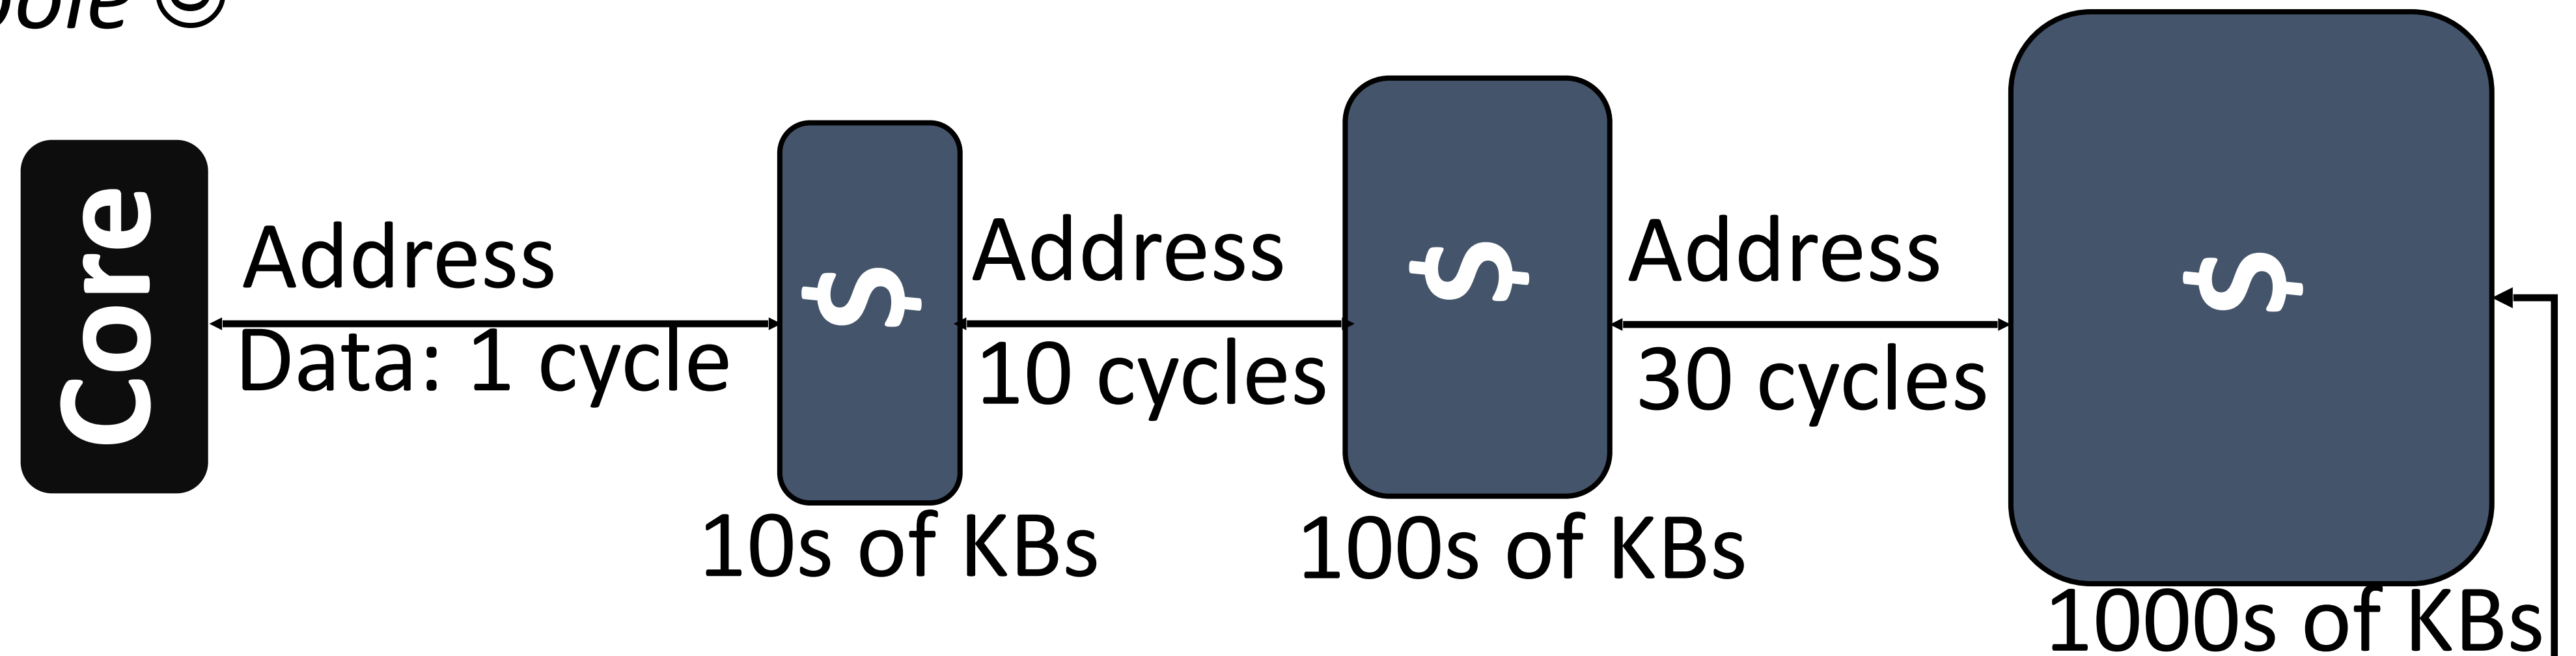 ☺
Core
Address
Data: 1 cycle
$
Address
10 cycles
$
Address
30 cycles
$
10s of KBs
100s of KBs
1000s of KBs